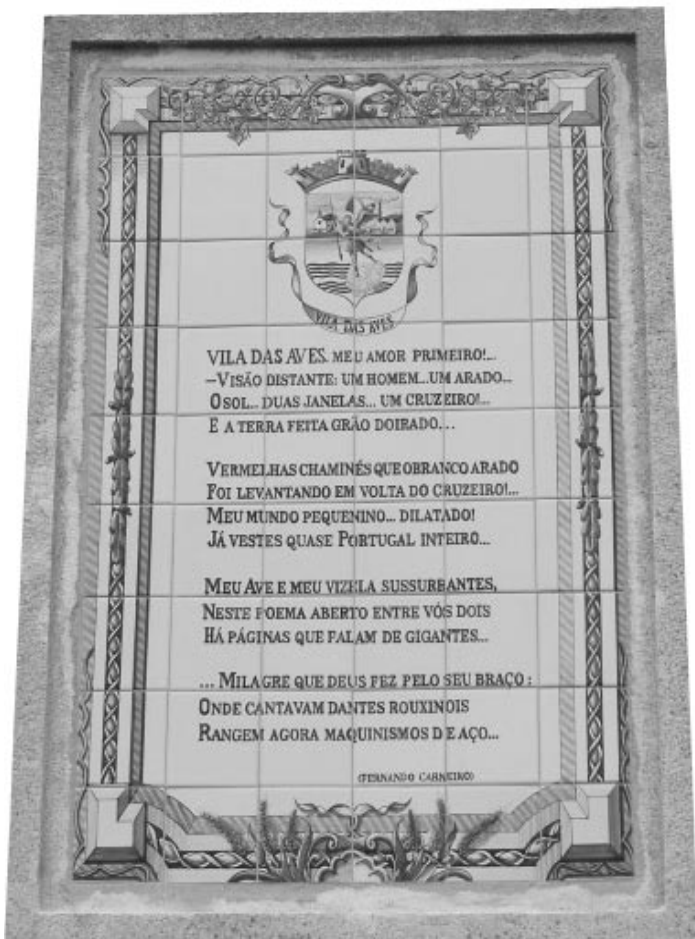 VILA DAS AVES
VILA DAS AVES. MEU AMOR PRIMEIRO!...
–VISÃO DISTANTE: UM HOMEM...UM ARADO...
O SOL... DUAS JANELAS... UM CRUZEIRO!...
E A TERRA FEITA GRÃO DOIRADO...
VERMELHAS CHAMINÉS QUE O BRANCO ARADO
FOI LEVANTANDO EM VOLTA DO CRUZEIRO!...
MEU MUNDO PEQUENINO... DILATADO!
JÁ VESTES QUASE PORTUGAL INTEIRO...
MEU AVE E MEU VIZELA SUSSURRANTES,
NESTE POEMA ABERTO ENTRE VÓS DOIS
HÁ PÁGINAS QUE FALAM DE GIGANTES...
... MILAGRE QUE DEUS FEZ PELO SEU BRAÇO:
ONDE CANTAVAM DANTES ROUXINOIS
RANGEM AGORA MAQUINISMOS DE AÇO...
(FERNANDO CARNEIRO)